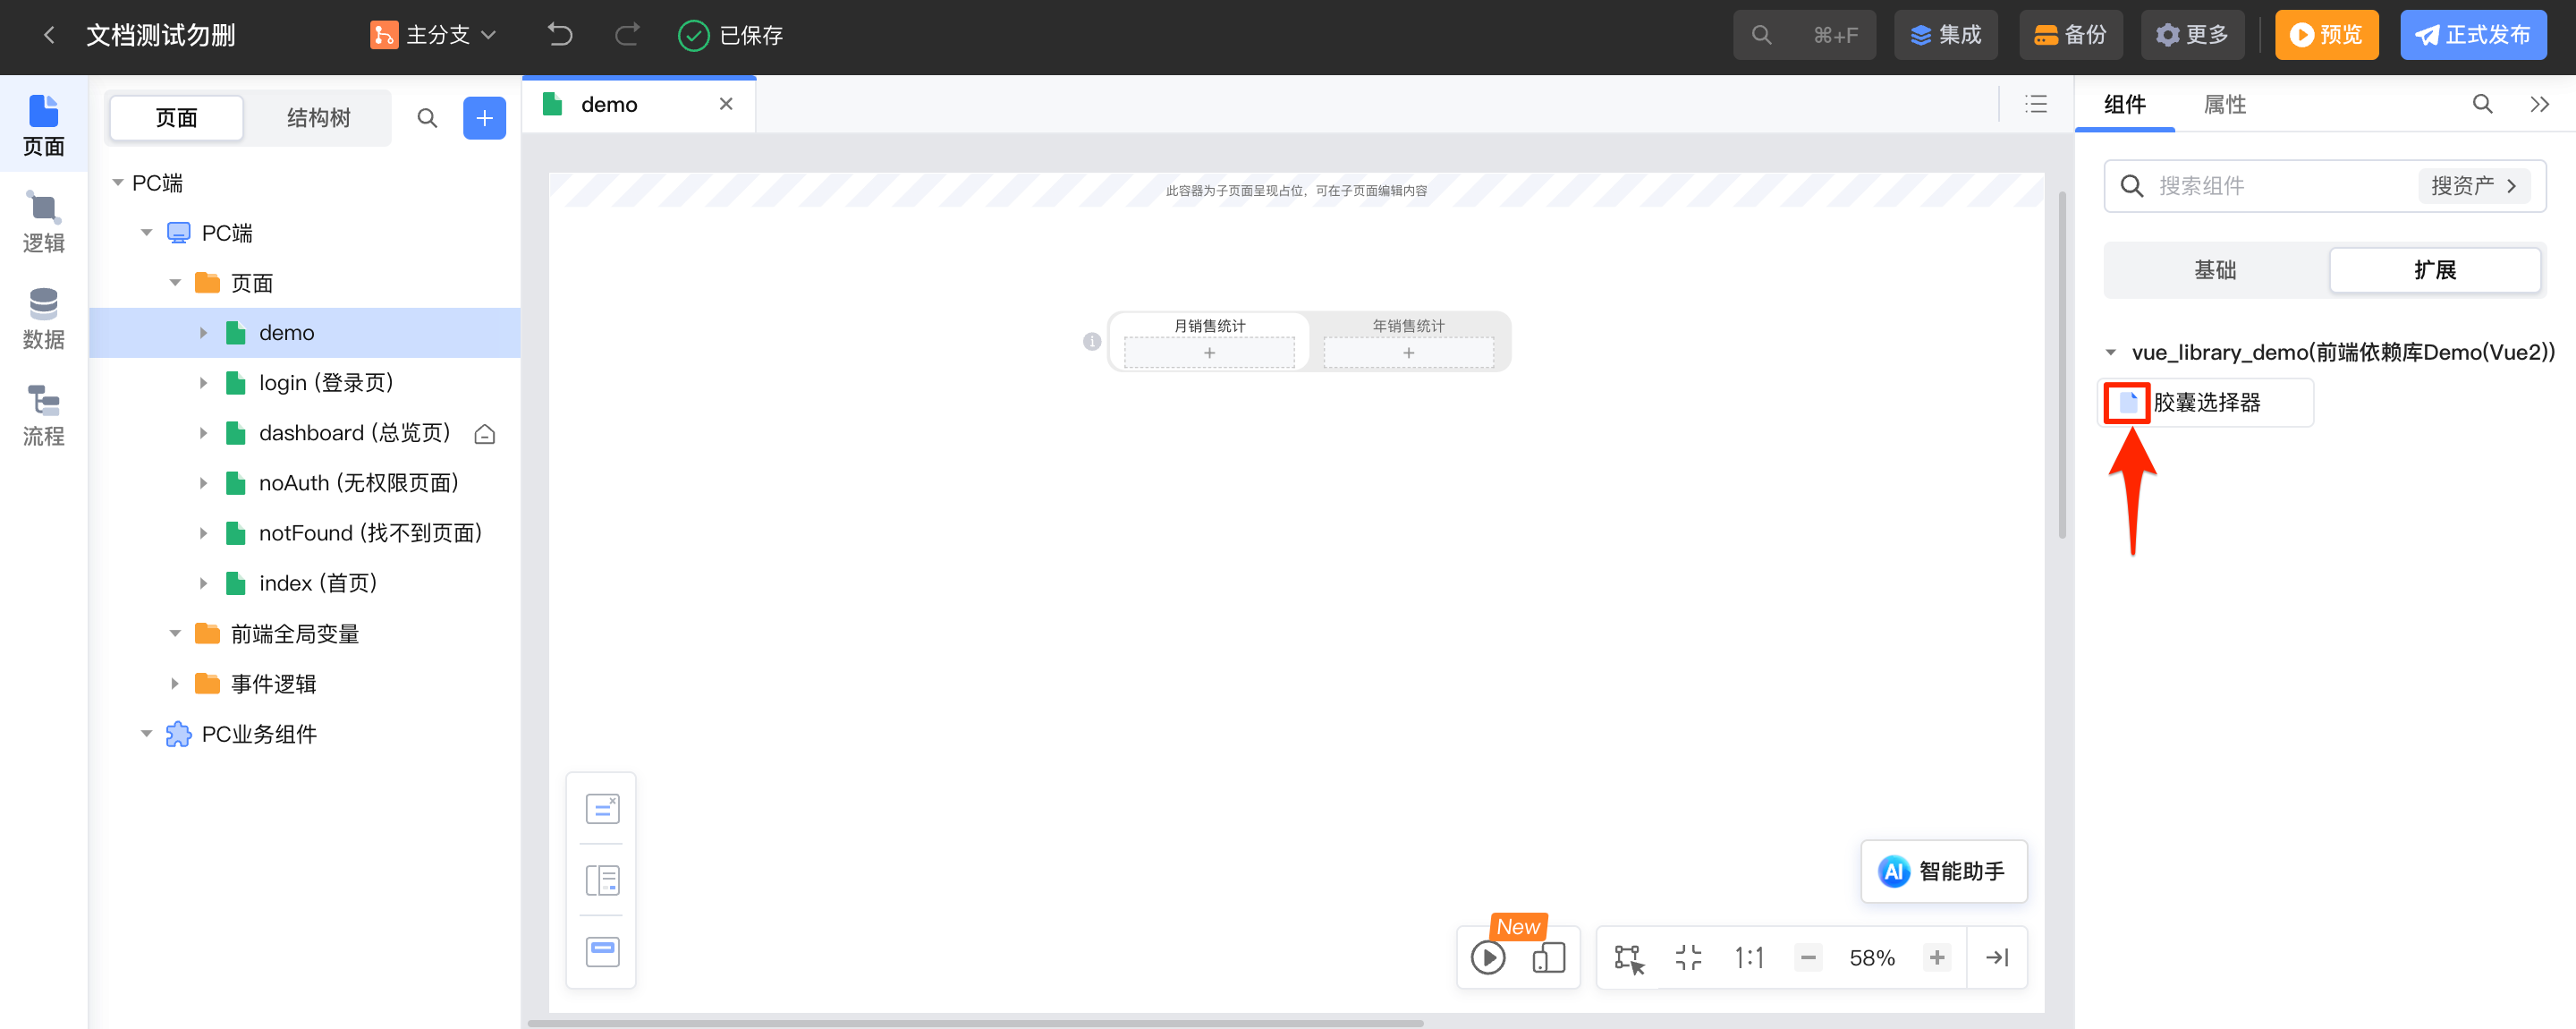 文档测试勿删
主分支
已保存
⌘+F
集成
备份
更多
预览
正式发布
页面
逻辑
数据
流程
页面
结构树
PC端
PC端
页面
demo
login (登录页)
dashboard (总览页)
noAuth (无权限页面)
notFound (找不到页面)
index (首页)
前端全局变量
事件逻辑
PC业务组件
demo
此容器为子页面呈现占位，可在子页面编辑内容
月销售统计
年销售统计
AI 智能助手
New
1:1
58%
组件
属性
搜索组件
搜资产
基础
扩展
vue_library_demo(前端依赖库Demo(Vue2))
胶囊选择器